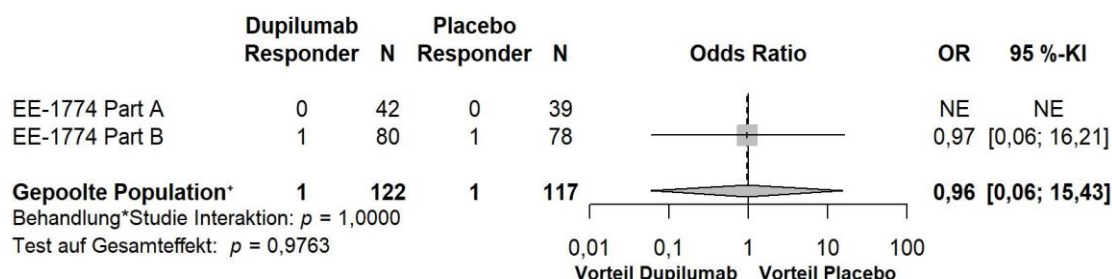 Dupilumab Placebo
Responder N Responder N Odds Ratio OR 95 %-KI
EE-1774 Part A 0 42 0 39 NE NE
EE-1774 Part B 1 80 1 78 0,97 [0,06; 16,21]
Gepoolte Population⁺ 1 122 1 117 0,96 [0,06; 15,43]
Behandlung*Studie Interaktion: p = 1,0000
Test auf Gesamteffekt: p = 0,9763
0,01 0,1 1 10 100
Vorteil Dupilumab Vorteil Placebo